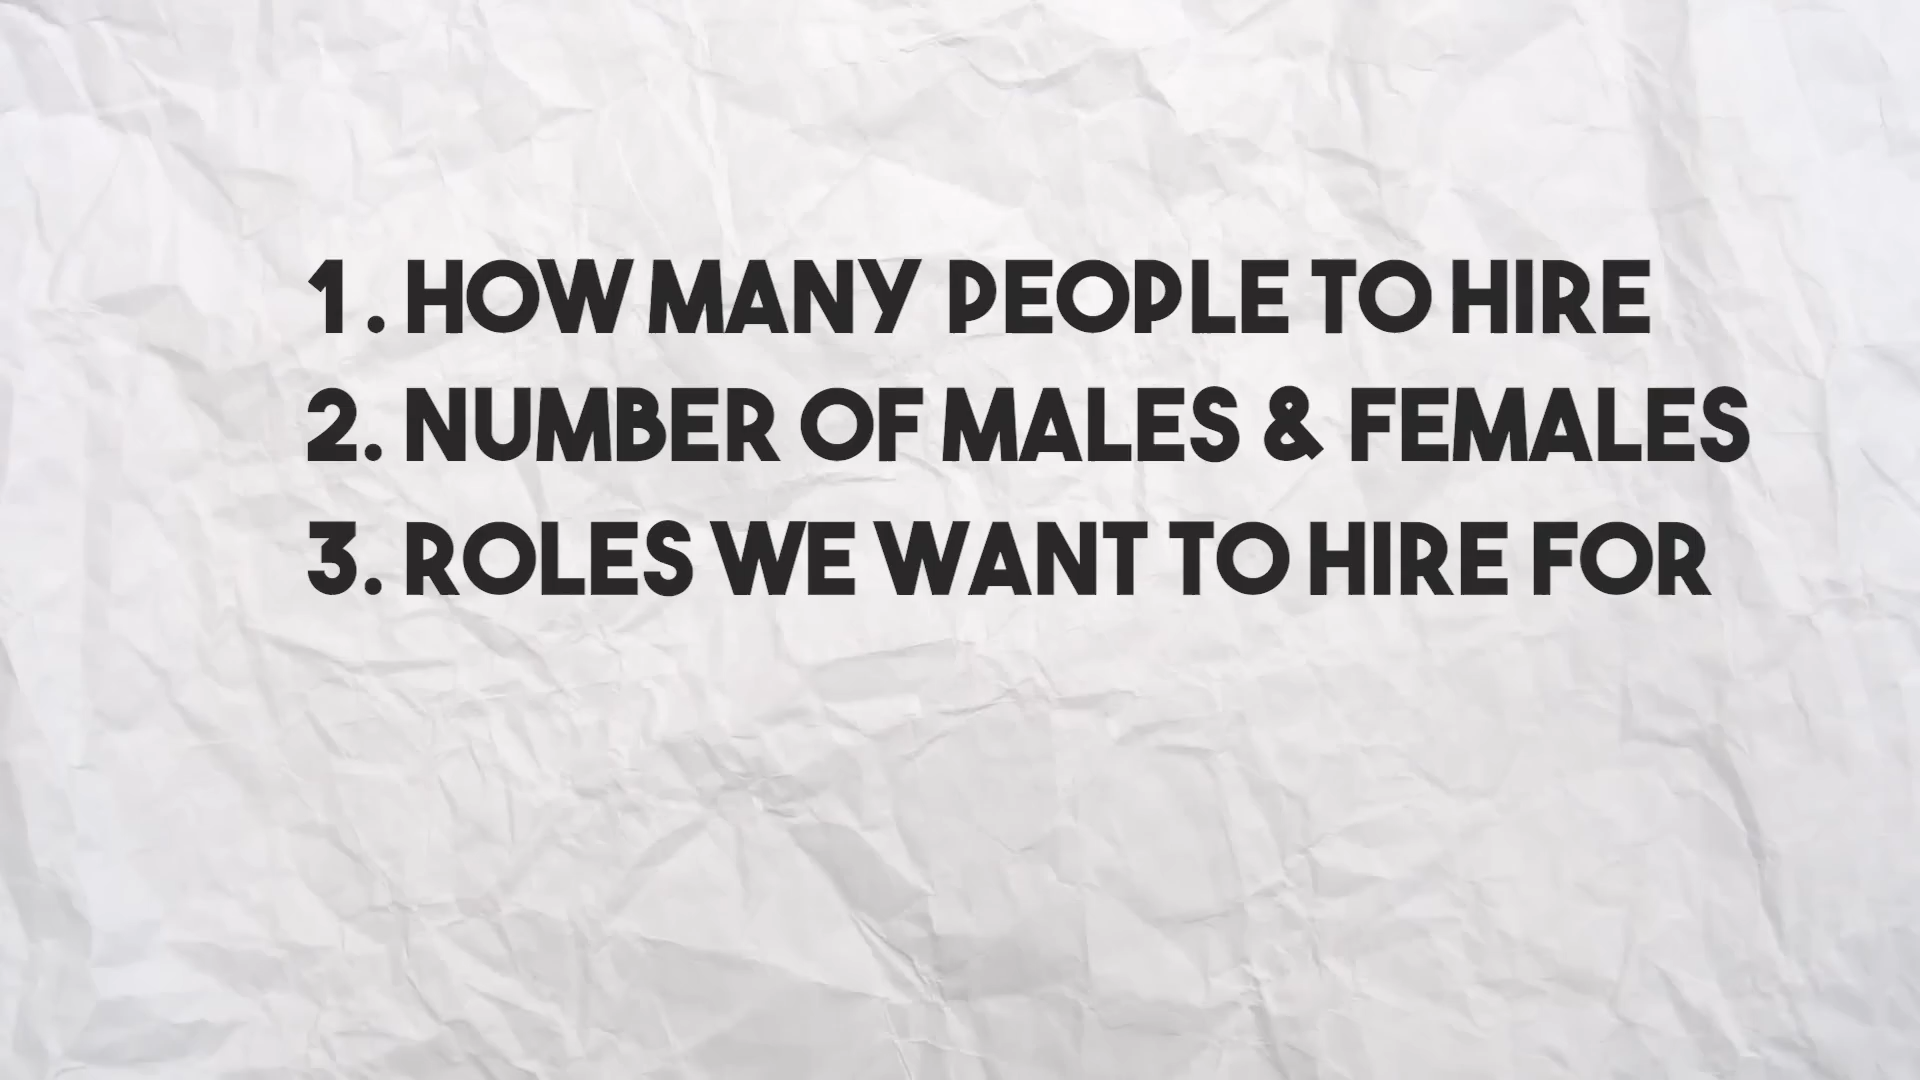 1. HOW MANY PEOPLE TO HIRE
2. NUMBER OF MALES & FEMALES
3. ROLES WE WANT TO HIRE FOR